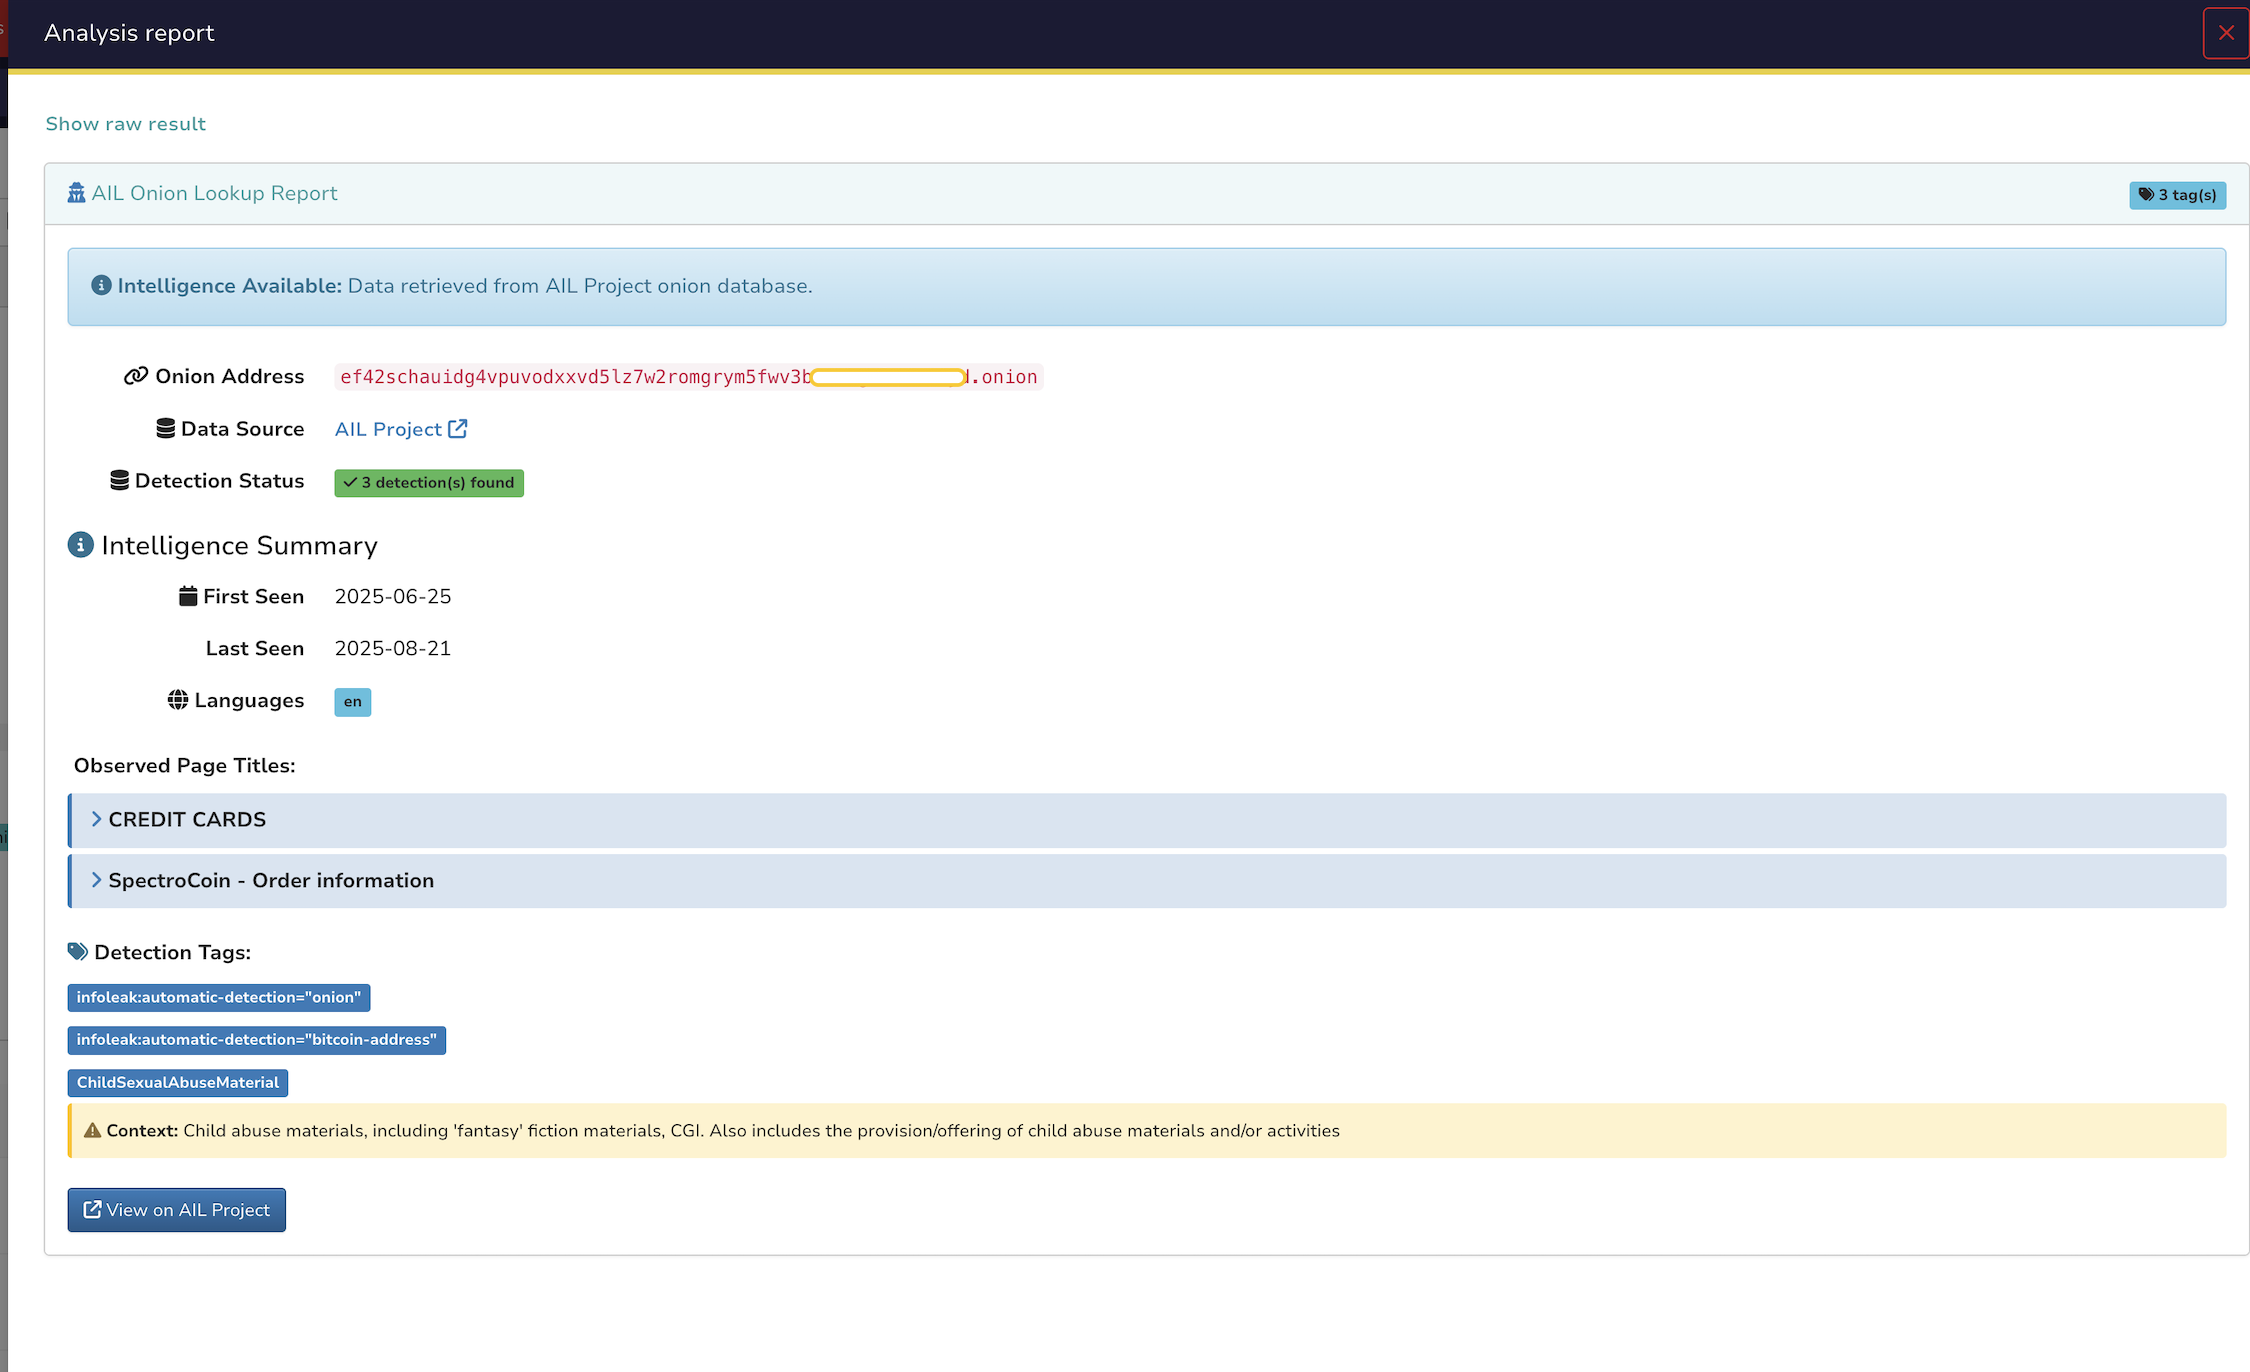 Analysis report
Show raw result
AIL Onion Lookup Report
3 tag(s)
Intelligence Available: Data retrieved from AIL Project onion database.
Onion Address ef42schauidg4vpuvodxxvd5lz7w2romgrym5fwv3b d.onion
Data Source AIL Project
Detection Status 3 detection(s) found
Intelligence Summary
First Seen 2025-06-25
Last Seen 2025-08-21
Languages en
Observed Page Titles:
CREDIT CARDS
SpectroCoin - Order information
Detection Tags:
infoleak:automatic-detection="onion"
infoleak:automatic-detection="bitcoin-address"
ChildSexualAbuseMaterial
Context: Child abuse materials, including 'fantasy' fiction materials, CGI. Also includes the provision/offering of child abuse materials and/or activities
View on AIL Project